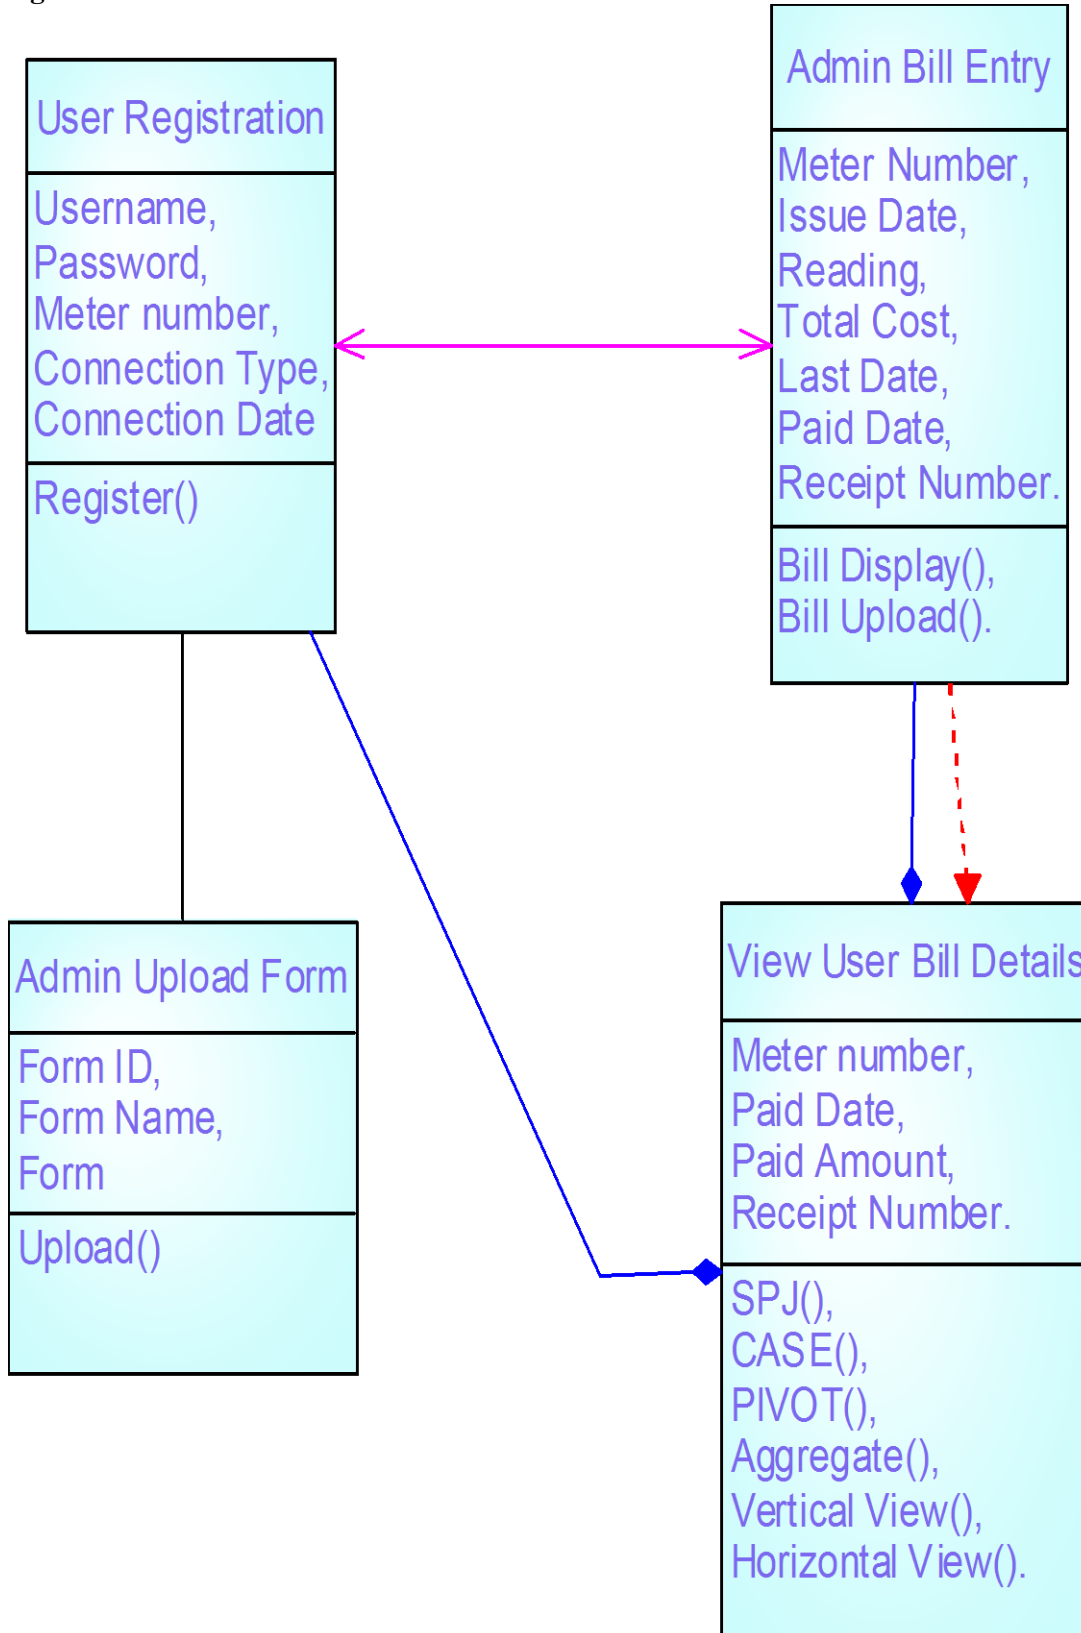 User Registration
Username,
Password,
Meter number,
Connection Type,
Connection Date
Register()
Admin Bill Entry
Meter Number,
Issue Date,
Reading,
Total Cost,
Last Date,
Paid Date,
Receipt Number.
Bill Display(),
Bill Upload().
Admin Upload Form
Form ID,
Form Name,
Form
Upload()
View User Bill Details
Meter number,
Paid Date,
Paid Amount,
Receipt Number.
SPJ(),
CASE(),
PIVOT(),
Aggregate(),
Vertical View(),
Horizontal View().